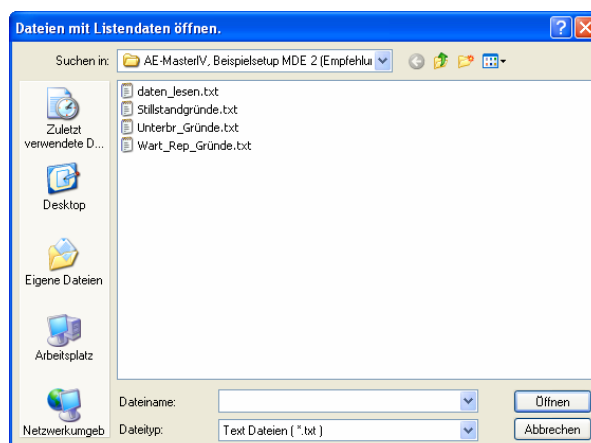 Dateien mit Listendaten öffnen.
Suchen in:
AE-MasterIV, Beispielsetup MDE 2 (Empfehlu
daten_lesen.txt
Stillstandgründe.txt
Unterbr_Gründe.txt
Wart_Rep_Gründe.txt
Zuletzt
verwendete D...
Desktop
Eigene Dateien
Arbeitsplatz
Netzwerkumgeb
Dateiname:
Öffnen
Dateityp:
Text Dateien ( *.txt )
Abbrechen